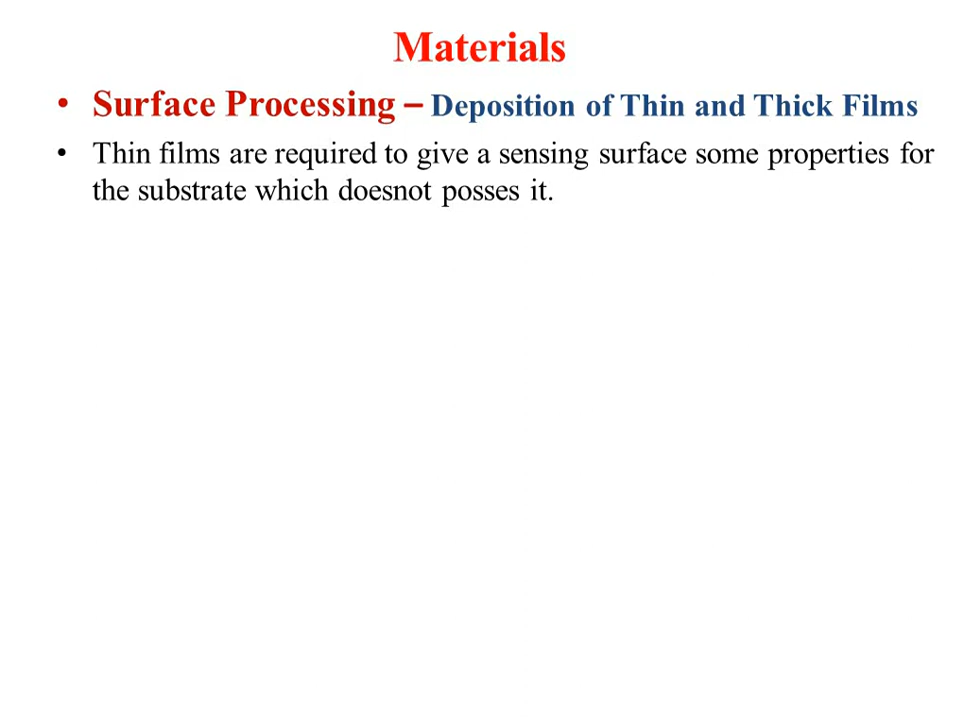 Materials
• Surface Processing – Deposition of Thin and Thick Films
• Thin films are required to give a sensing surface some properties for
the substrate which doesnot posses it.